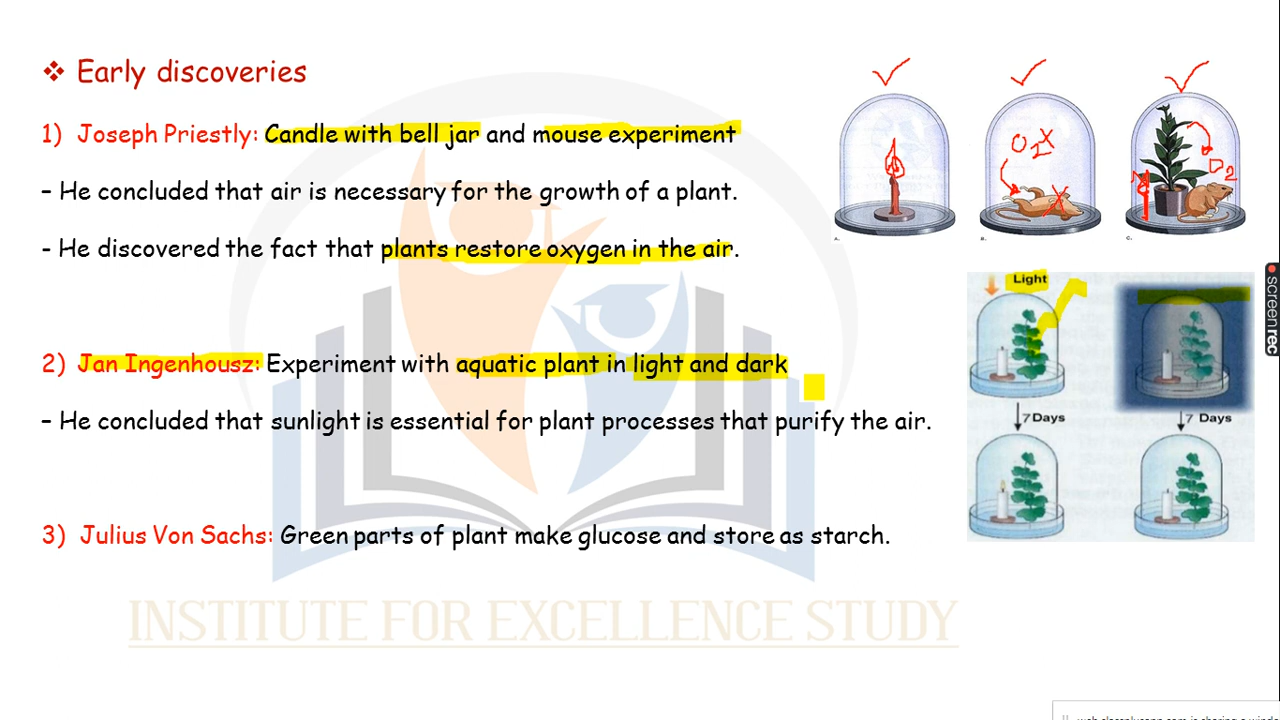 ❖ Early discoveries
1) Joseph Priestly: Candle with bell jar and mouse experiment
- He concluded that air is necessary for the growth of a plant.
- He discovered the fact that plants restore oxygen in the air.
2) Jan Ingenhousz: Experiment with aquatic plant in light and dark
- He concluded that sunlight is essential for plant processes that purify the air.
3) Julius Von Sachs: Green parts of plant make glucose and store as starch.
INSTITUTE FOR EXCELLENCE STUDY
A.
B.
C.
O2 X
O2
Light
7 Days
7 Days
screenrec